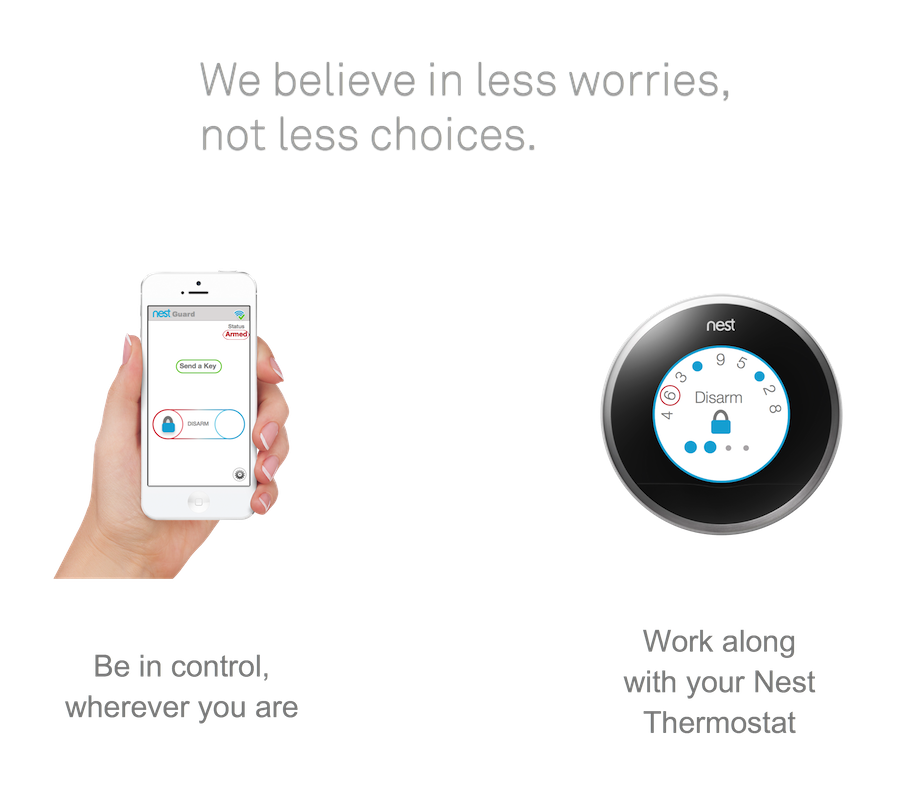 We believe in less worries,
not less choices.
nest Guard
Status
Armed
Send a Key
DISARM
nest
4 6 3 9 5 2 8
Disarm
Be in control,
wherever you are
Work along
with your Nest
Thermostat